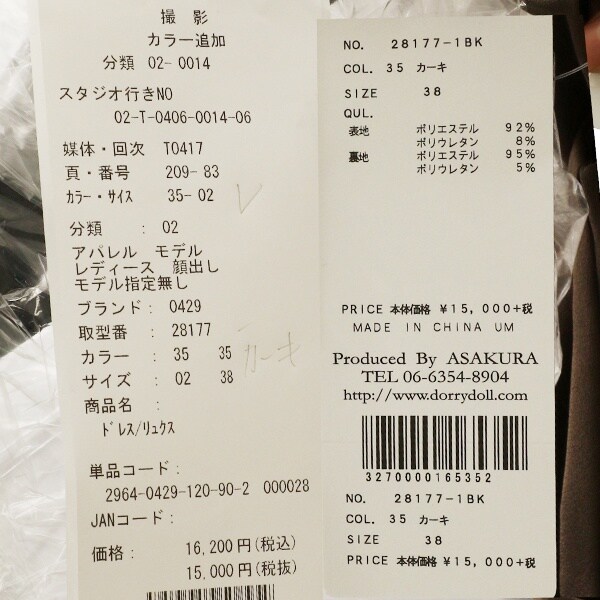 撮 影
カラー追加
分類 02- 0014
スタジオ行きNO
02-T-0406-0014-06
媒体・回次 T0417
頁・番号 209- 83
ｶﾗｰ・ｻｲｽﾞ 35- 02
分類 : 02
アパレル モデル
レディース 顔出し
モデル指定無し
ブランド: 0429
取型番 : 28177
カラー : 35 35 カーキ
サイズ : 02 38
商品名 :
ﾄﾞﾚｽ/ﾘｭｸｽ
単品コード:
2964-0429-120-90-2 000028
JANコード:
価格: 16,200円(税込)
15,000円(税抜)
NO. 28177-1BK
COL. 35 カーキ
SIZE 38
QUL.
表地 ポリエステル 92%
ポリウレタン 8%
裏地 ポリエステル 95%
ポリウレタン 5%
PRICE 本体価格 ¥15,000+税
MADE IN CHINA UM
Produced By ASAKURA
TEL 06-6354-8904
http://www.dorrydoll.com
3270000165352
NO. 28177-1BK
COL. 35 カーキ
SIZE 38
PRICE 本体価格 ¥15,000+税